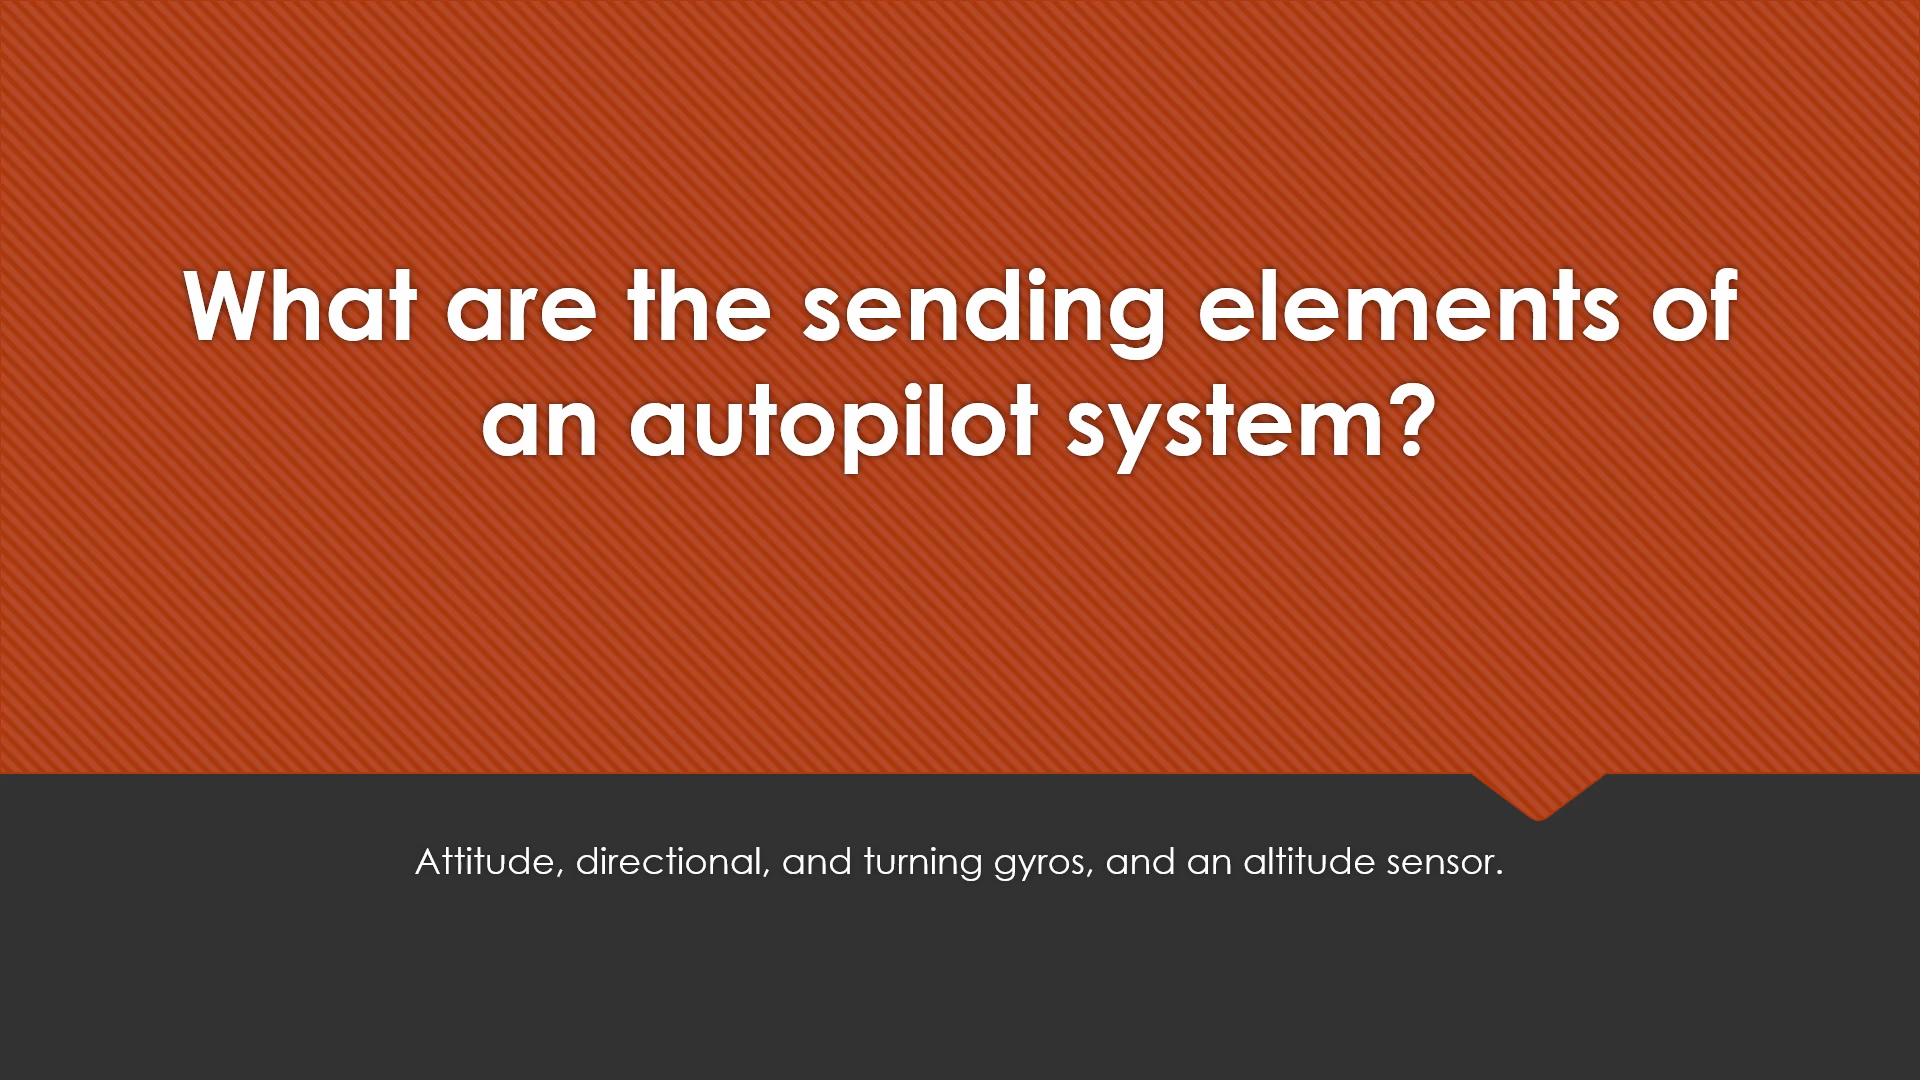 What are the sending elements of
an autopilot system?
Attitude, directional, and turning gyros, and an altitude sensor.